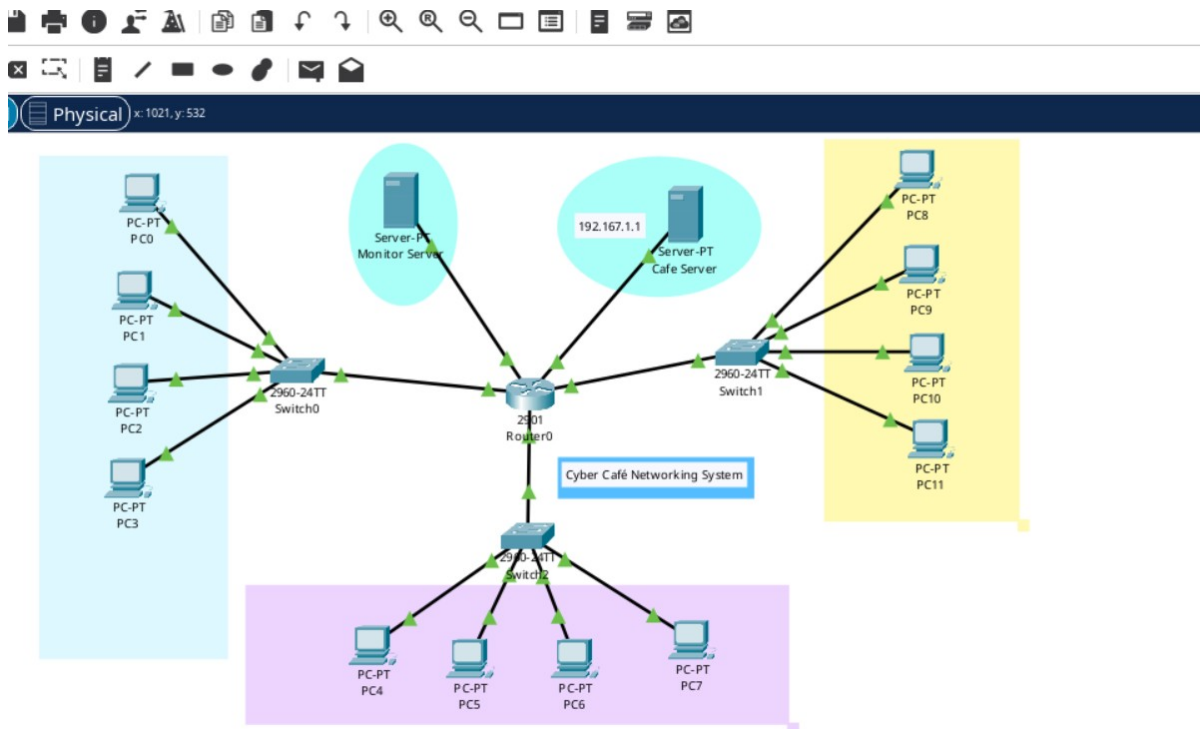 Physical
x: 1021, y: 532
PC-PT
PC0
PC-PT
PC1
PC-PT
PC2
PC-PT
PC3
Server-PT
Monitor Server
192.167.1.1
Server-PT
Cafe Server
PC-PT
PC8
PC-PT
PC9
PC-PT
PC10
PC-PT
PC11
2960-24TT
Switch0
2960-24TT
Switch1
2901
Router0
Cyber Café Networking System
2960-24TT
Switch2
PC-PT
PC4
PC-PT
PC5
PC-PT
PC6
PC-PT
PC7